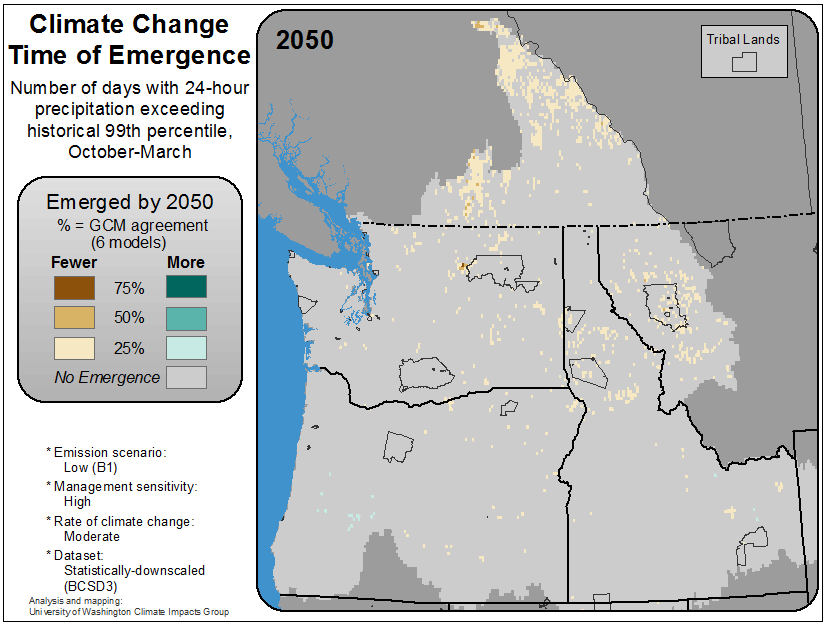 Climate Change
Time of Emergence
Number of days with 24-hour
precipitation exceeding
historical 99th percentile,
October-March
Emerged by 2050
% = GCM agreement
(6 models)
Fewer More
75%
50%
25%
No Emergence
* Emission scenario:
Low (B1)
* Management sensitivity:
High
* Rate of climate change:
Moderate
* Dataset:
Statistically-downscaled
(BCSD3)
Analysis and mapping:
University of Washington Climate Impacts Group
2050
Tribal Lands